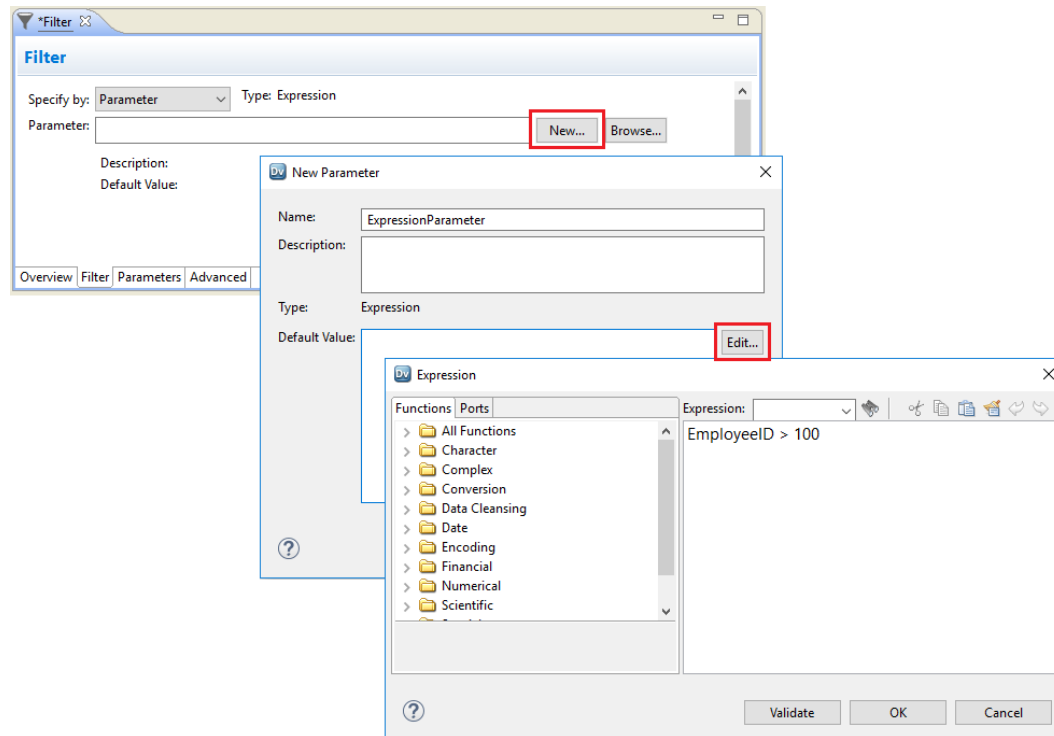 *Filter
Filter
Specify by: Parameter Type: Expression
Parameter: New... Browse...
Description:
Default Value:
Overview Filter Parameters Advanced
Dv New Parameter
Name: ExpressionParameter
Description:
Type: Expression
Default Value: Edit...
Dv Expression
Functions Ports
All Functions
Character
Complex
Conversion
Data Cleansing
Date
Encoding
Financial
Numerical
Scientific
Expression:
EmployeeID > 100
?
?
Validate OK Cancel